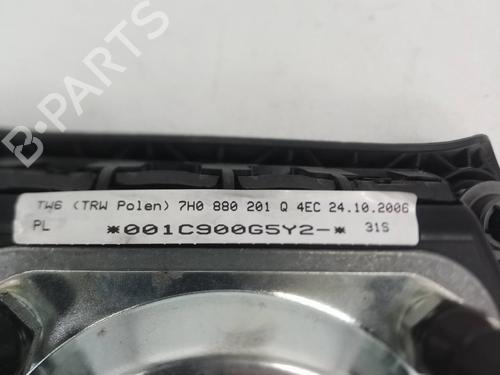 B-PARTS
TW6 (TRW Polen) 7H0 880 201 Q 4EC 24.10.2006
PL *001C900G5Y2-* 31S